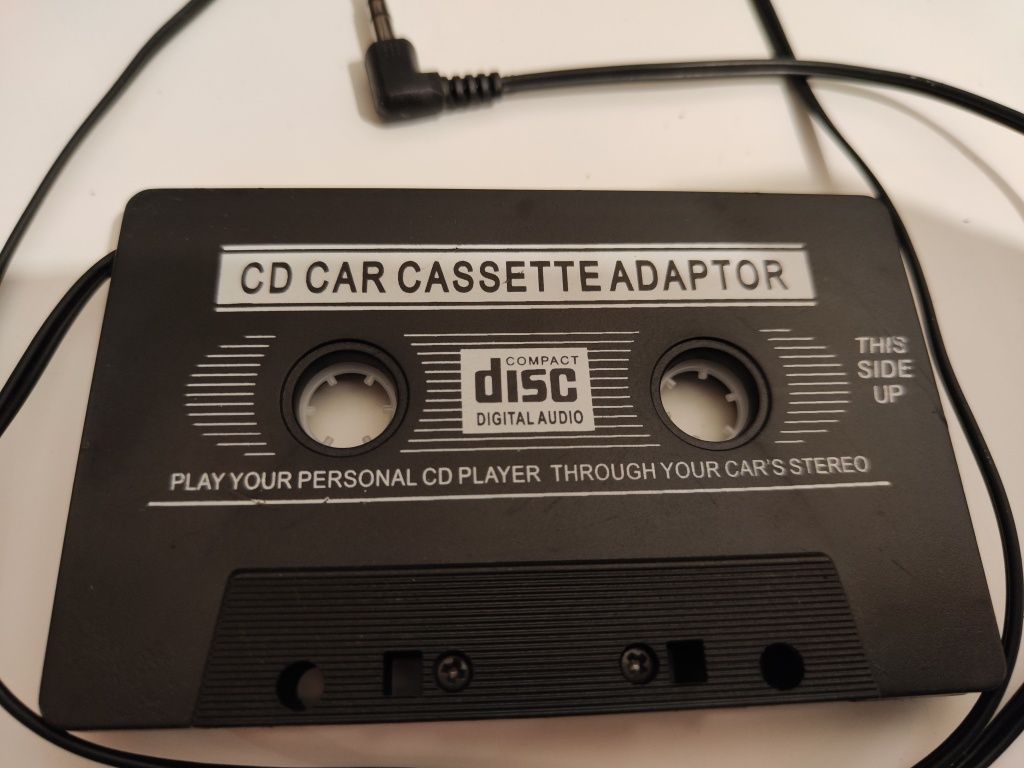 CD CAR CASSETTE ADAPTOR
COMPACT
disc
DIGITAL AUDIO
THIS
SIDE
UP
PLAY YOUR PERSONAL CD PLAYER THROUGH YOUR CAR'S STEREO